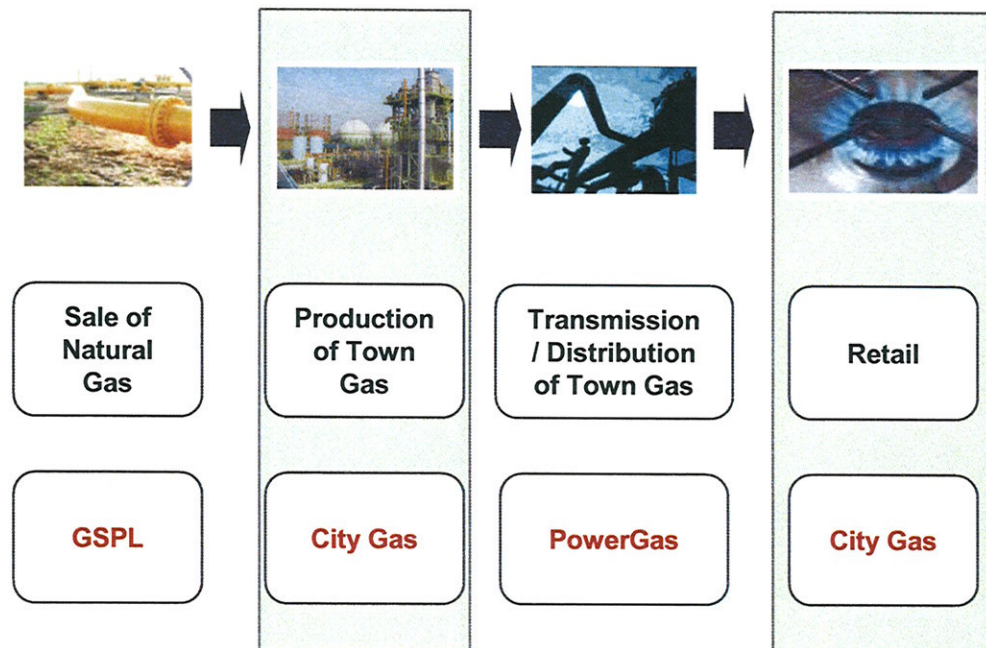 Sale of
Natural
Gas
Production
of Town
Gas
Transmission
/ Distribution
of Town Gas
Retail
GSPL
City Gas
PowerGas
City Gas